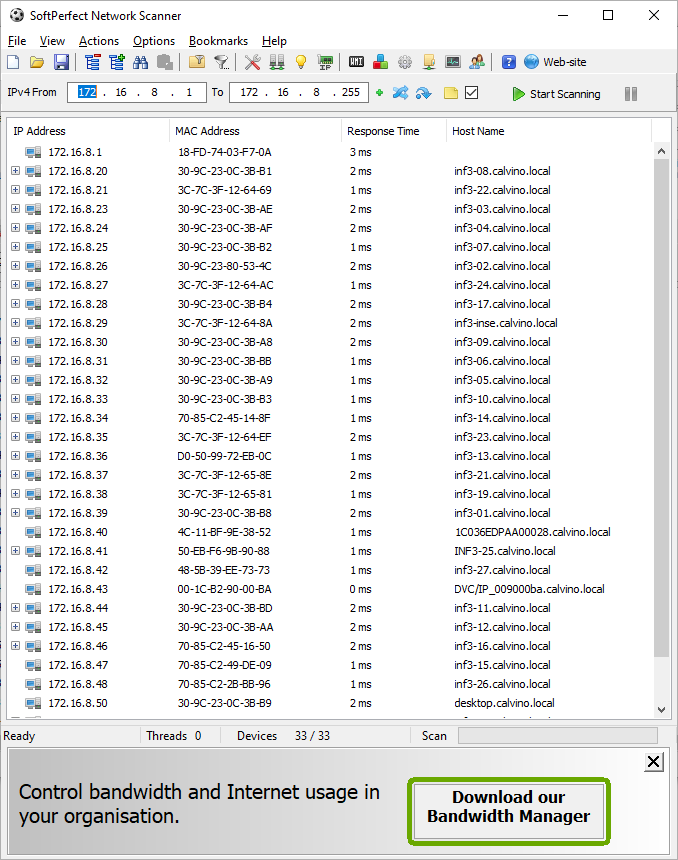 SoftPerfect Network Scanner
File View Actions Options Bookmarks Help
WMI IP ? Web-site
IPv4 From 172 . 16 . 8 . 1 To 172 . 16 . 8 . 255 Start Scanning
IP Address MAC Address Response Time Host Name
172.16.8.1 18-FD-74-03-F7-0A 3 ms
172.16.8.20 30-9C-23-0C-3B-B1 2 ms inf3-08.calvino.local
172.16.8.21 3C-7C-3F-12-64-69 1 ms inf3-22.calvino.local
172.16.8.23 30-9C-23-0C-3B-AE 2 ms inf3-03.calvino.local
172.16.8.24 30-9C-23-0C-3B-AF 2 ms inf3-04.calvino.local
172.16.8.25 30-9C-23-0C-3B-B2 1 ms inf3-07.calvino.local
172.16.8.26 30-9C-23-80-53-4C 2 ms inf3-02.calvino.local
172.16.8.27 3C-7C-3F-12-64-AC 1 ms inf3-24.calvino.local
172.16.8.28 30-9C-23-0C-3B-B4 2 ms inf3-17.calvino.local
172.16.8.29 3C-7C-3F-12-64-8A 2 ms inf3-inse.calvino.local
172.16.8.30 30-9C-23-0C-3B-A8 2 ms inf3-09.calvino.local
172.16.8.31 30-9C-23-0C-3B-BB 1 ms inf3-06.calvino.local
172.16.8.32 30-9C-23-0C-3B-A9 1 ms inf3-05.calvino.local
172.16.8.33 30-9C-23-0C-3B-B3 1 ms inf3-10.calvino.local
172.16.8.34 70-85-C2-45-14-8F 1 ms inf3-14.calvino.local
172.16.8.35 3C-7C-3F-12-64-EF 2 ms inf3-23.calvino.local
172.16.8.36 D0-50-99-72-EB-0C 1 ms inf3-13.calvino.local
172.16.8.37 3C-7C-3F-12-65-8E 2 ms inf3-21.calvino.local
172.16.8.38 3C-7C-3F-12-65-81 1 ms inf3-19.calvino.local
172.16.8.39 30-9C-23-0C-3B-B8 2 ms inf3-01.calvino.local
172.16.8.40 4C-11-BF-9E-38-52 1 ms 1C036EDPAA00028.calvino.local
172.16.8.41 50-EB-F6-9B-90-88 1 ms INF3-25.calvino.local
172.16.8.42 48-5B-39-EE-73-73 1 ms inf3-27.calvino.local
172.16.8.43 00-1C-B2-90-00-BA 0 ms DVC/IP_009000ba.calvino.local
172.16.8.44 30-9C-23-0C-3B-BD 2 ms inf3-11.calvino.local
172.16.8.45 30-9C-23-0C-3B-AA 2 ms inf3-12.calvino.local
172.16.8.46 70-85-C2-45-16-50 2 ms inf3-16.calvino.local
172.16.8.47 70-85-C2-49-DE-09 1 ms inf3-15.calvino.local
172.16.8.48 70-85-C2-2B-BB-96 1 ms inf3-26.calvino.local
172.16.8.50 30-9C-23-0C-3B-B9 2 ms desktop.calvino.local
Ready Threads 0 Devices 33 / 33 Scan
Control bandwidth and Internet usage in
your organisation.
Download our
Bandwidth Manager